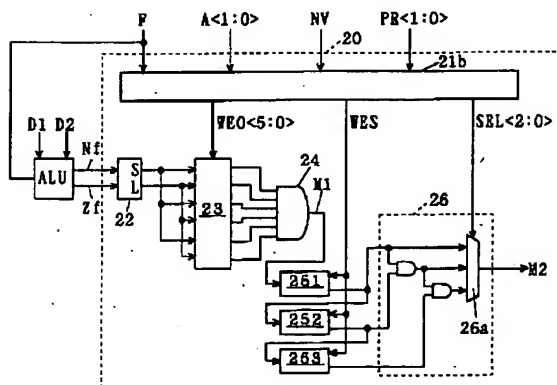 F A<1:0> NV PR<1:0>
20
21b
D1 D2
WEO<5:0> WES SEL<2:0>
Nf
ALU
Zf
S
L
22
23
24
M1
26
251
252
253
26a
M2